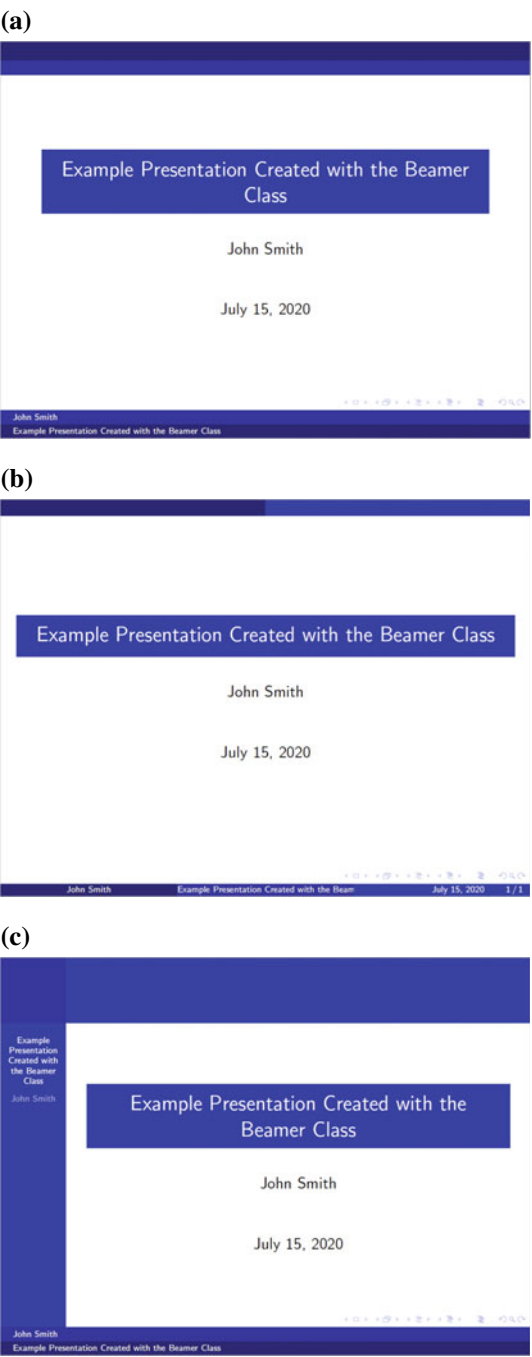 (a)
Example Presentation Created with the Beamer
Class
John Smith
July 15, 2020
John Smith
Example Presentation Created with the Beamer Class
(b)
Example Presentation Created with the Beamer Class
John Smith
July 15, 2020
John Smith Example Presentation Created with the Beam July 15, 2020 1 / 1
(c)
Example
Presentation
Created with
the Beamer
Class
John Smith
Example Presentation Created with the
Beamer Class
John Smith
July 15, 2020
John Smith
Example Presentation Created with the Beamer Class